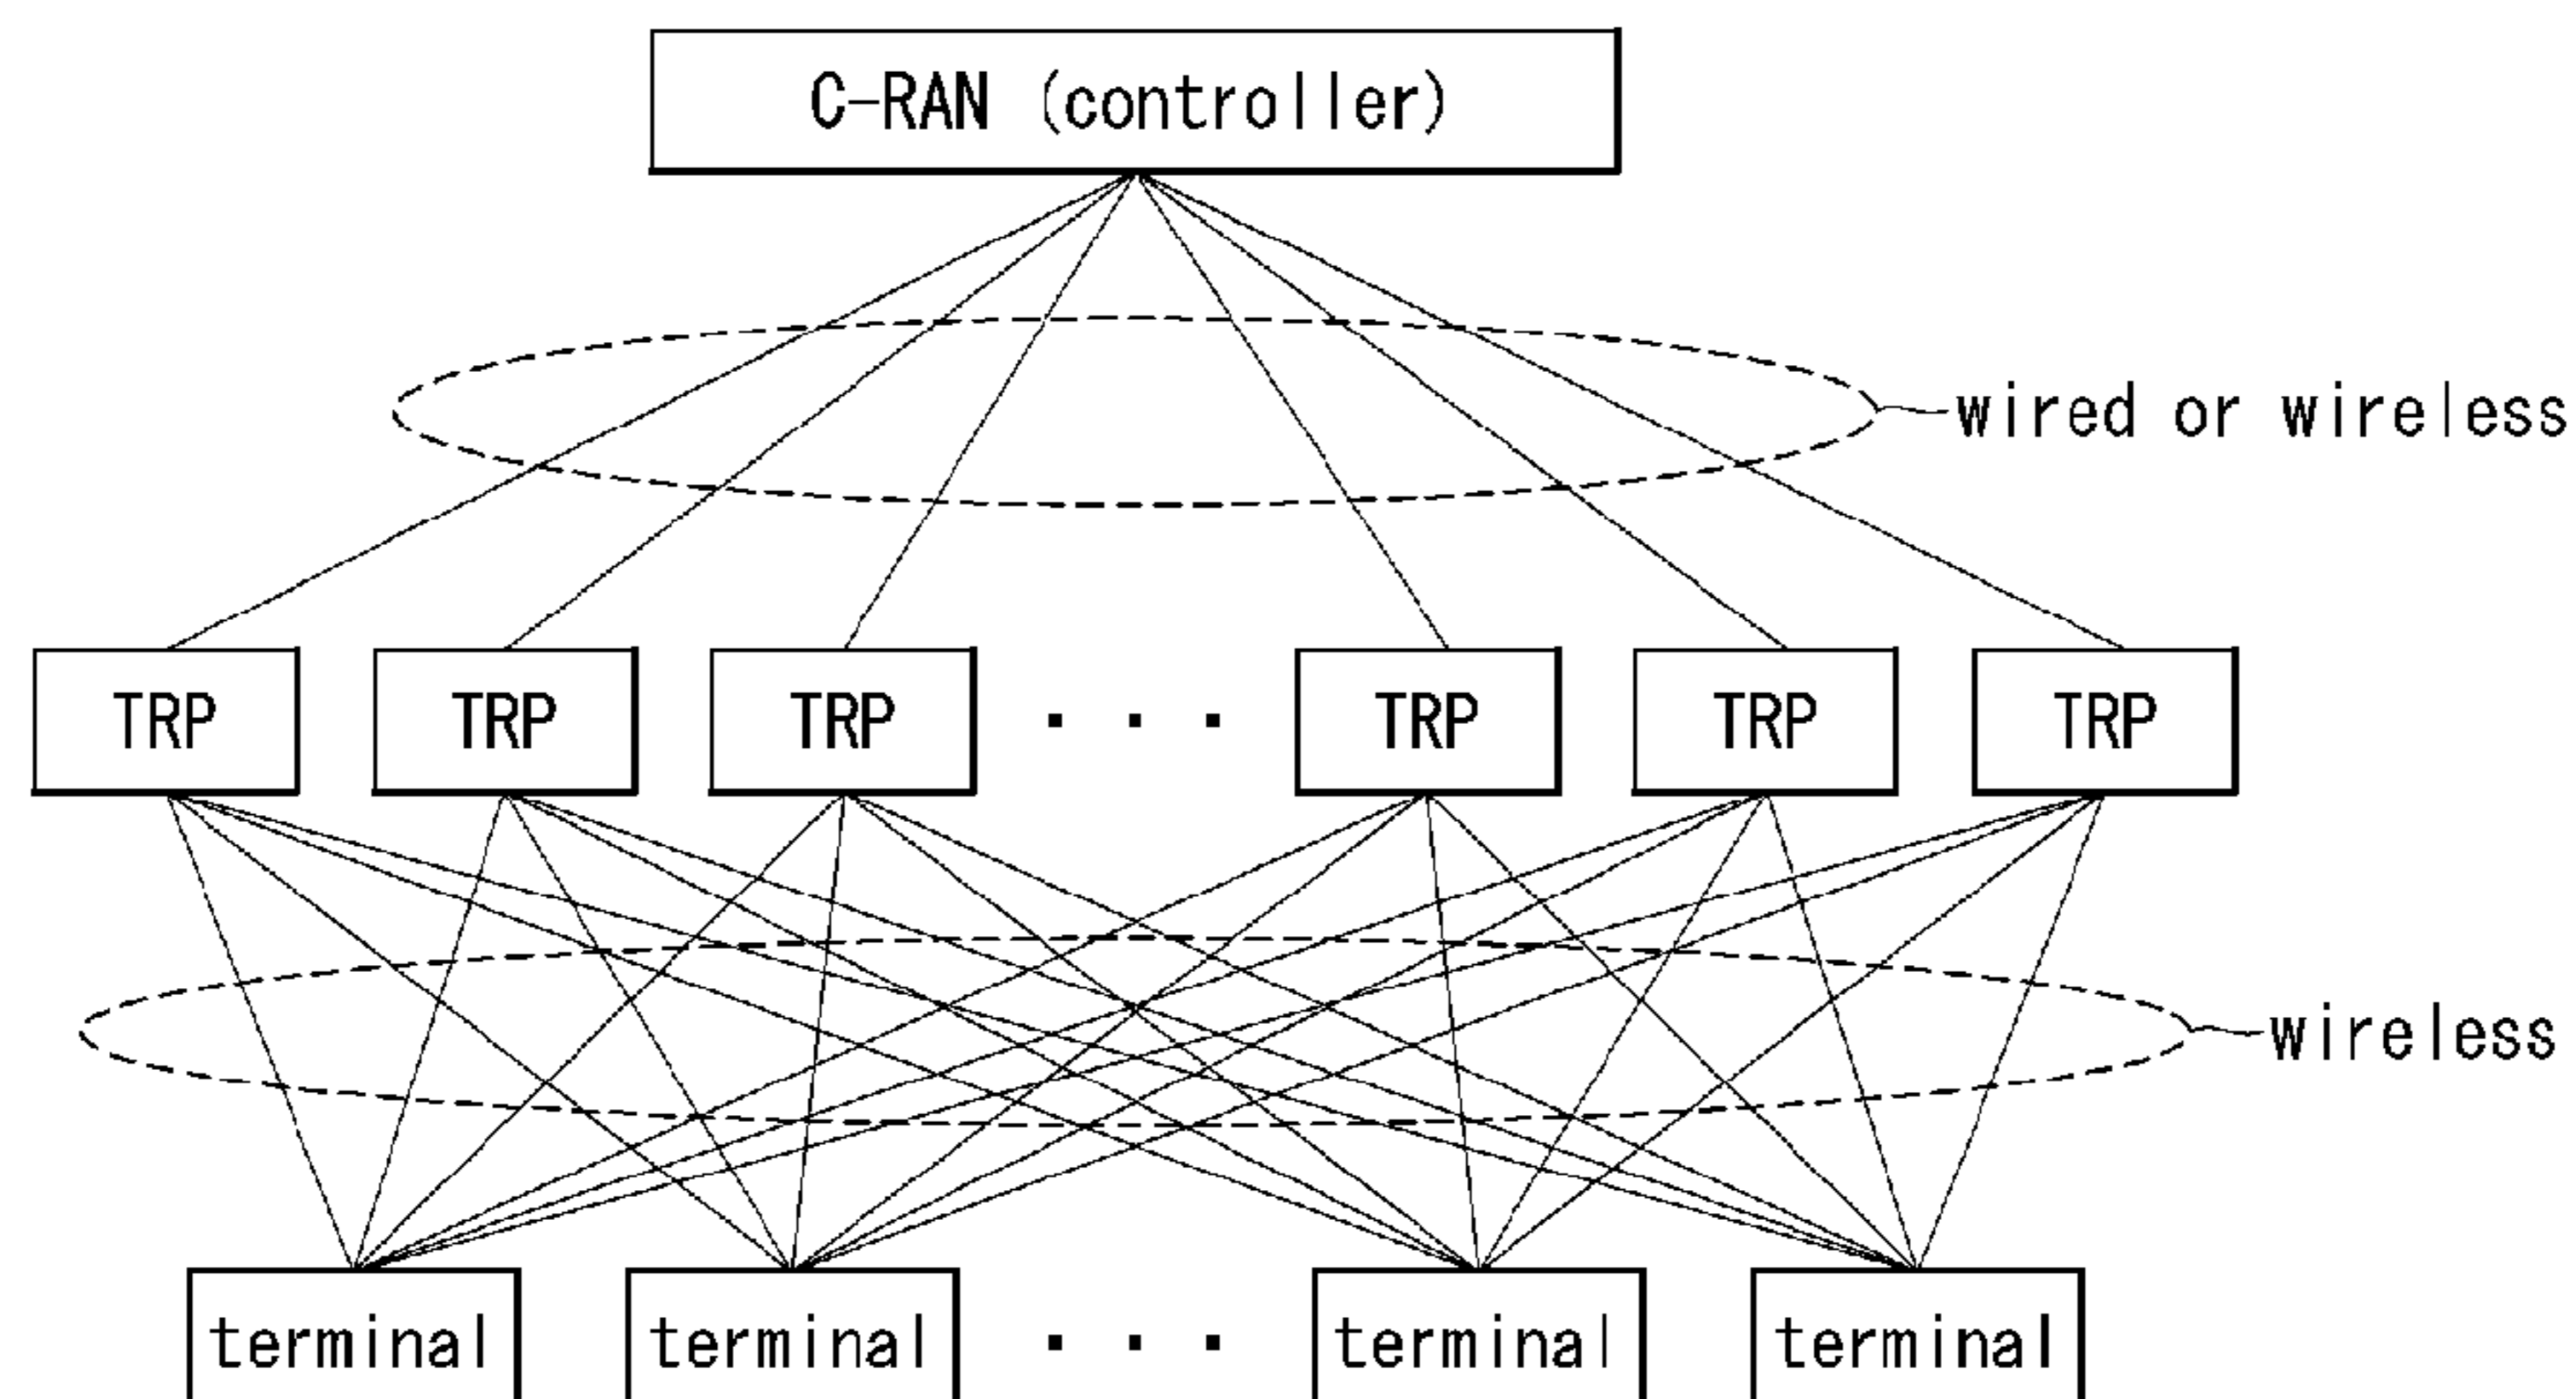 C-RAN (controller)
wired or wireless
TRP TRP TRP . . . TRP TRP TRP
wireless
terminal terminal . . . terminal terminal